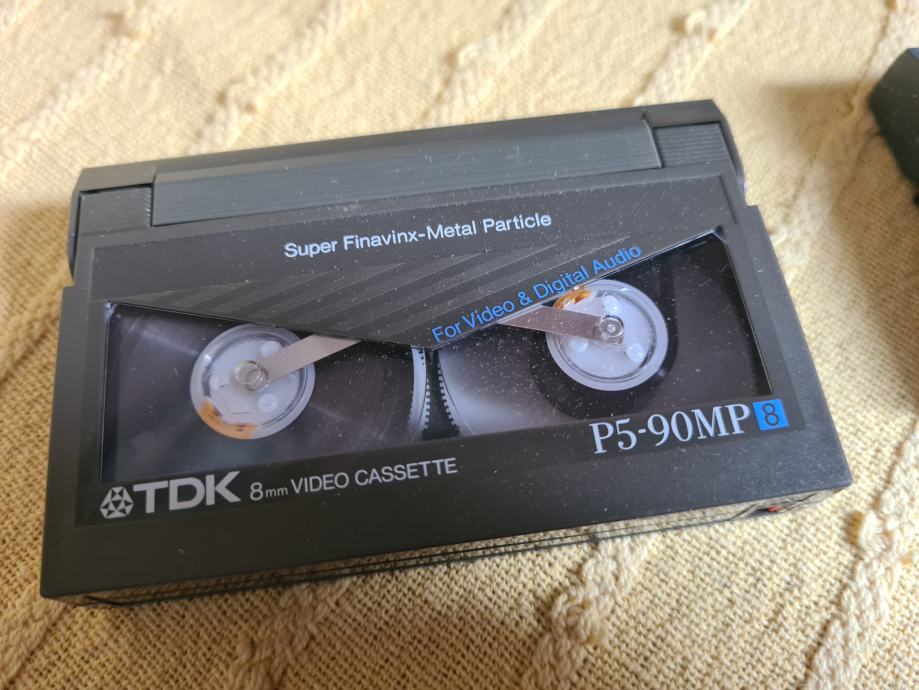 Super Finavinx-Metal Particle
For Video & Digital Audio
P5-90MP 8
TDK 8mm VIDEO CASSETTE